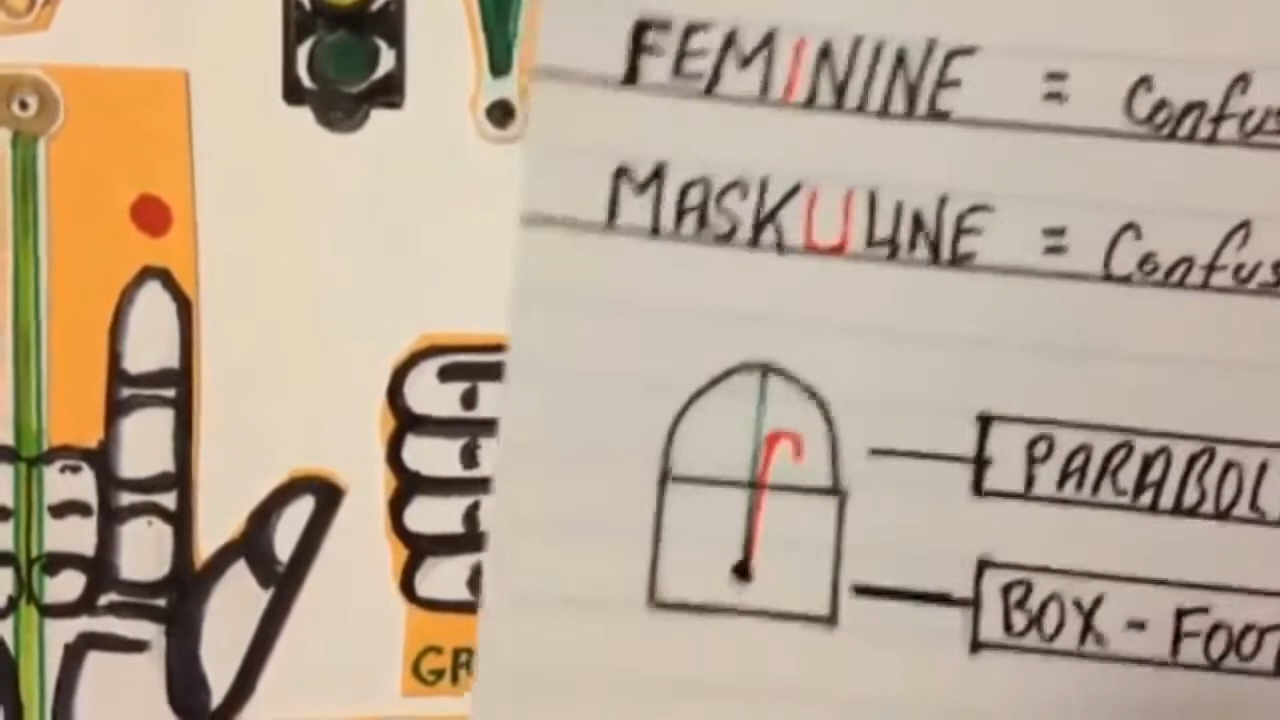 FEMININE = Confus
MASKULINE = Confus
r
PARABOL
BOX - FOOT
GR